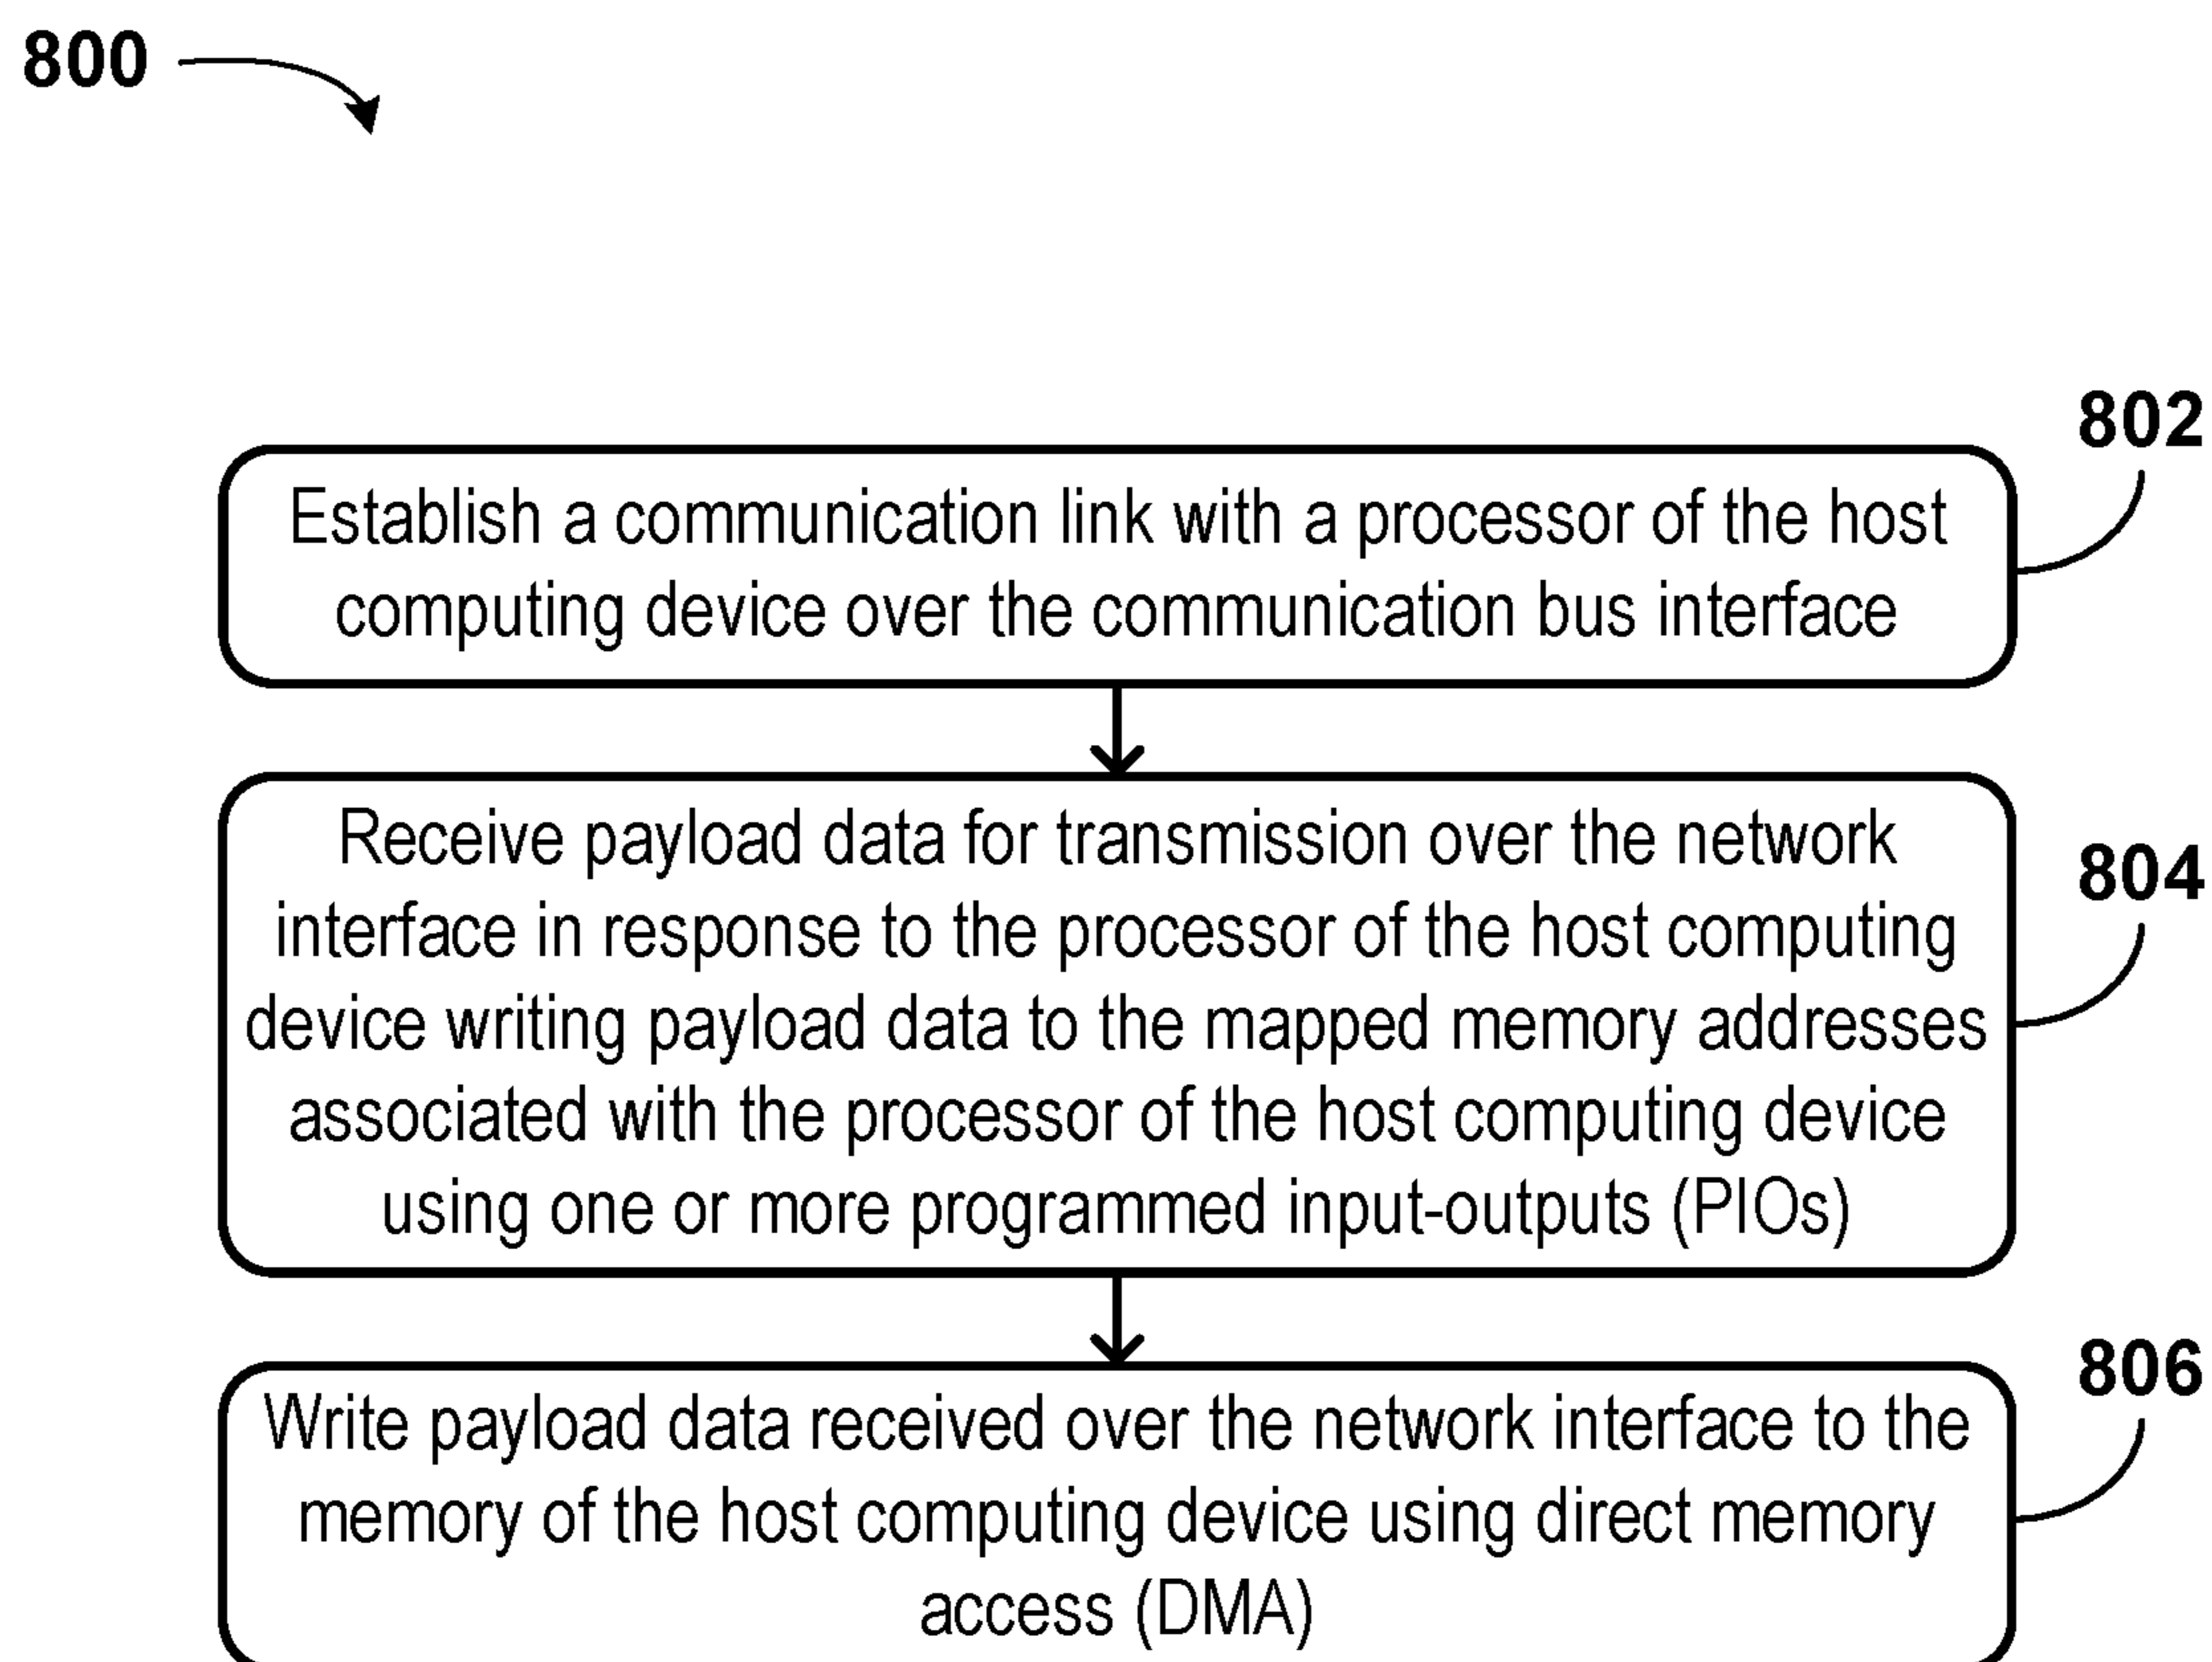 800
802
Establish a communication link with a processor of the host
computing device over the communication bus interface
804
Receive payload data for transmission over the network
interface in response to the processor of the host computing
device writing payload data to the mapped memory addresses
associated with the processor of the host computing device
using one or more programmed input-outputs (PIOs)
806
Write payload data received over the network interface to the
memory of the host computing device using direct memory
access (DMA)